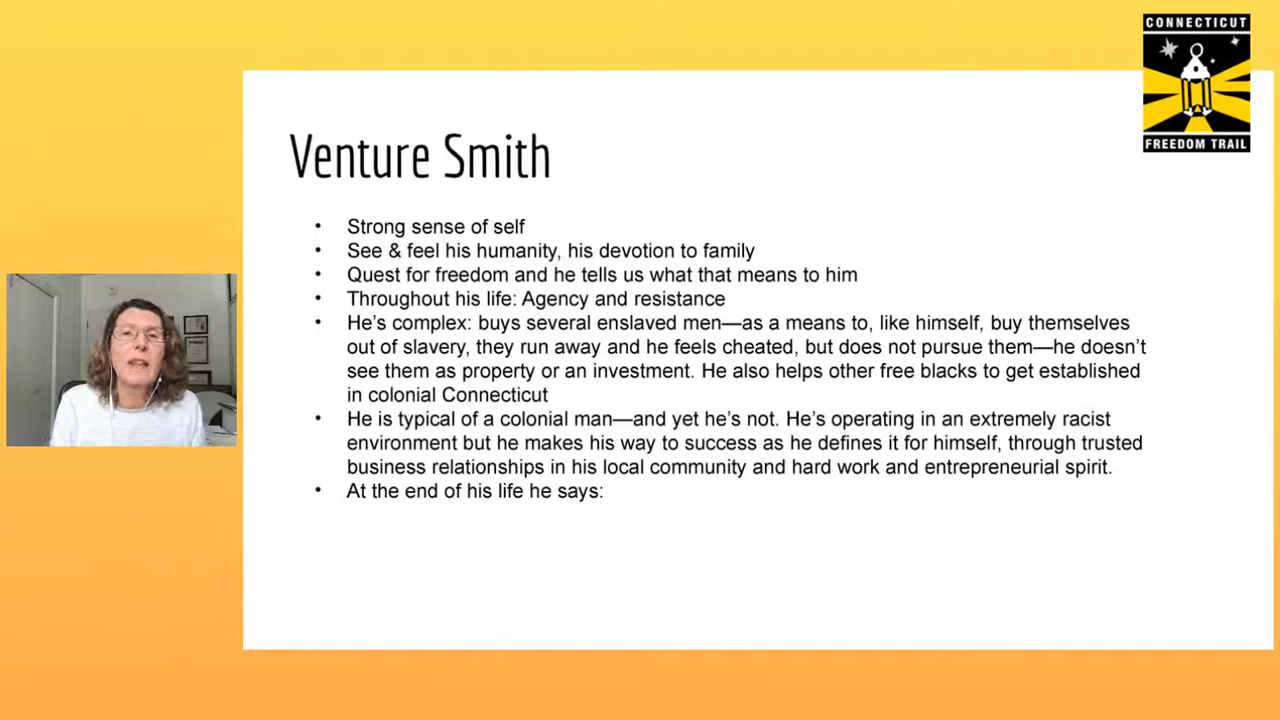 CONNECTICUT
FREEDOM TRAIL
Venture Smith
• Strong sense of self
• See & feel his humanity, his devotion to family
• Quest for freedom and he tells us what that means to him
• Throughout his life: Agency and resistance
• He's complex: buys several enslaved men—as a means to, like himself, buy themselves
out of slavery, they run away and he feels cheated, but does not pursue them—he doesn't
see them as property or an investment. He also helps other free blacks to get established
in colonial Connecticut
• He is typical of a colonial man—and yet he's not. He's operating in an extremely racist
environment but he makes his way to success as he defines it for himself, through trusted
business relationships in his local community and hard work and entrepreneurial spirit.
• At the end of his life he says: